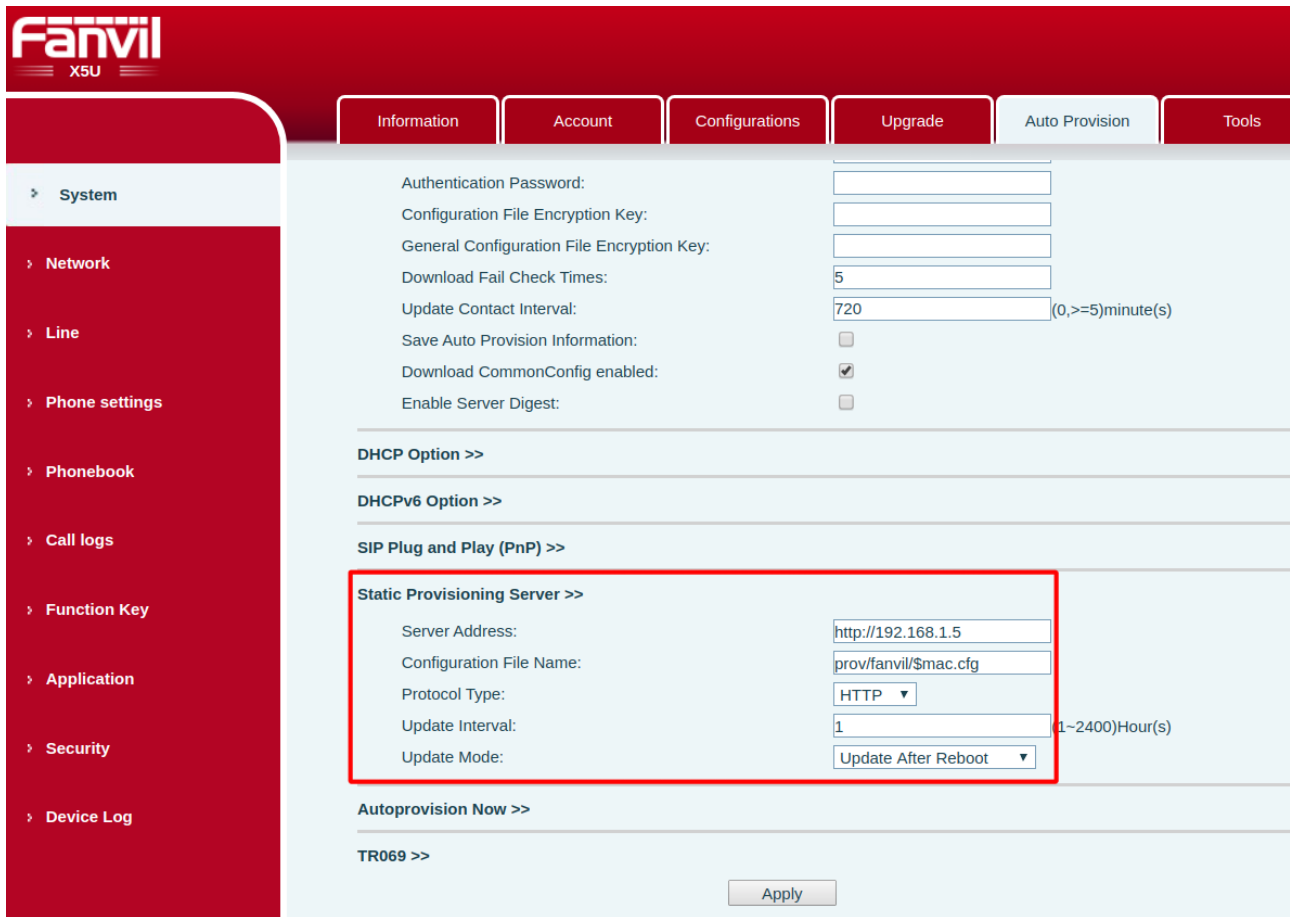 Fanvil
X5U
Information Account Configurations Upgrade Auto Provision Tools
System
Network
Line
Phone settings
Phonebook
Call logs
Function Key
Application
Security
Device Log
Authentication Password:
Configuration File Encryption Key:
General Configuration File Encryption Key:
Download Fail Check Times: 5
Update Contact Interval: 720 (0,>=5)minute(s)
Save Auto Provision Information:
Download CommonConfig enabled:
Enable Server Digest:
DHCP Option >>
DHCPv6 Option >>
SIP Plug and Play (PnP) >>
Static Provisioning Server >>
Server Address: http://192.168.1.5
Configuration File Name: prov/fanvil/$mac.cfg
Protocol Type: HTTP
Update Interval: 1 (1~2400)Hour(s)
Update Mode: Update After Reboot
Autoprovision Now >>
TR069 >>
Apply